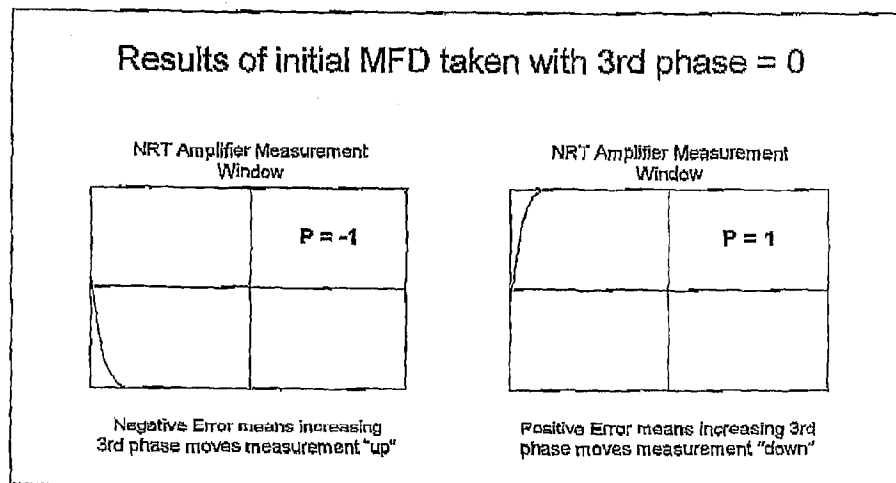 Results of initial MFD taken with 3rd phase = 0
NRT Amplifier Measurement
Window
P = -1
Negative Error means increasing
3rd phase moves measurement "up"
NRT Amplifier Measurement
Window
P = 1
Positive Error means increasing 3rd
phase moves measurement "down"